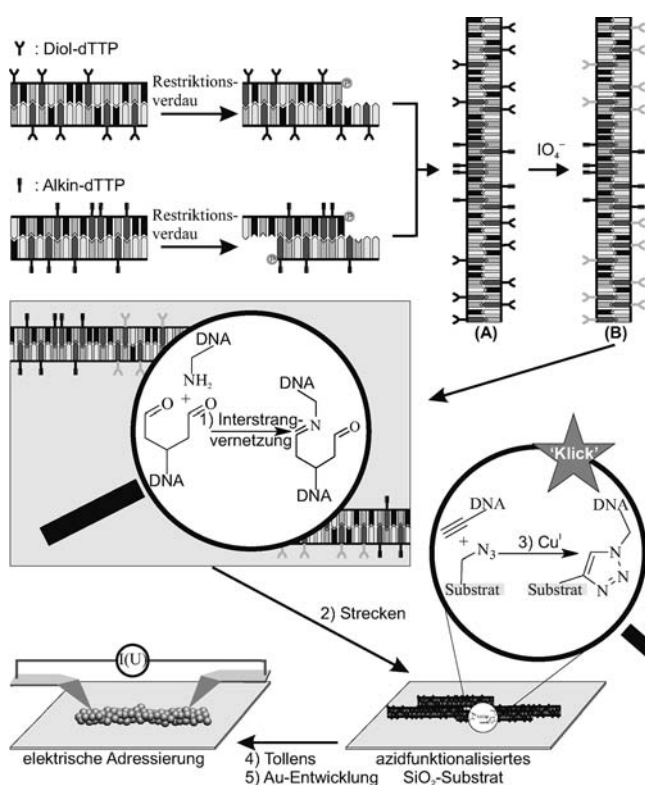 : Diol-dTTP
Restriktions-
verdau
P
: Alkin-dTTP
Restriktions-
verdau
P
P
IO₄⁻
(A)
(B)
DNA
NH₂
+
O
O
DNA
1) Interstrang-
vernetzung
DNA
N
O
DNA
'Klick'
DNA
+
N₃
Substrat
3) Cuᴵ
DNA
N
N
N
Substrat
2) Strecken
I(U)
elektrische Adressierung
4) Tollens
5) Au-Entwicklung
azidfunktionalisiertes
SiO₂-Substrat